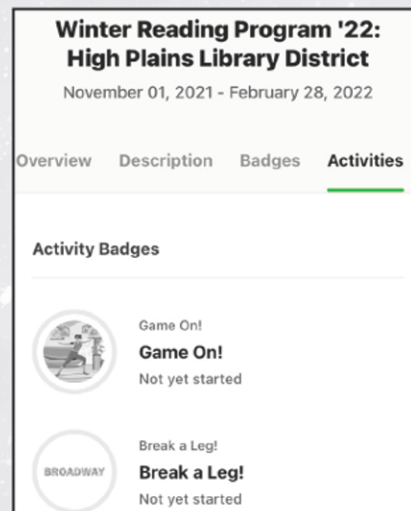 Winter Reading Program '22:
High Plains Library District
November 01, 2021 - February 28, 2022
Overview Description Badges Activities
Activity Badges
Game On!
Game On!
Not yet started
BROADWAY
Break a Leg!
Break a Leg!
Not yet started